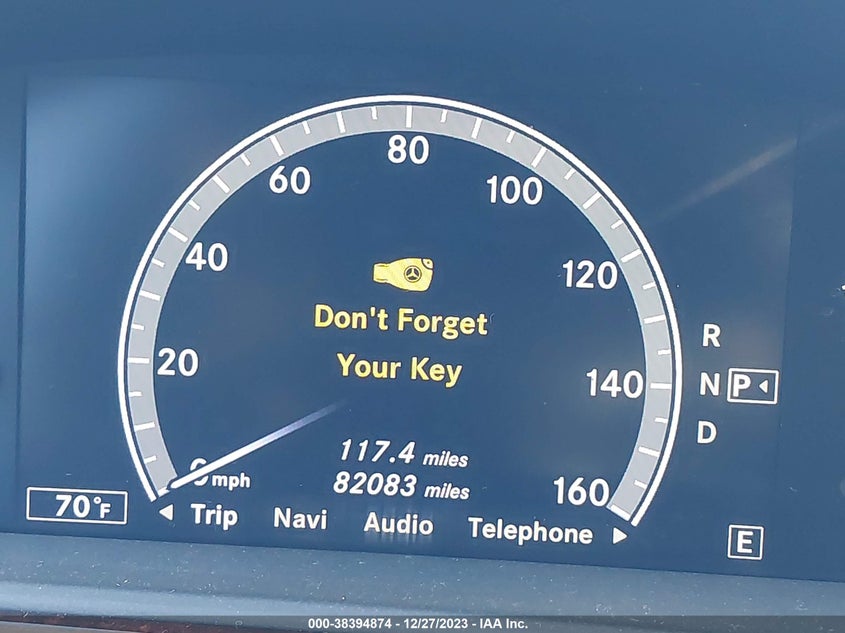 80
60
100
40
120
Don't Forget
Your Key
20
140
R
N P
D
117.4 miles
0 mph
82083 miles
160
70°F
Trip Navi Audio Telephone
E
000-38394874 - 12/27/2023 - IAA Inc.